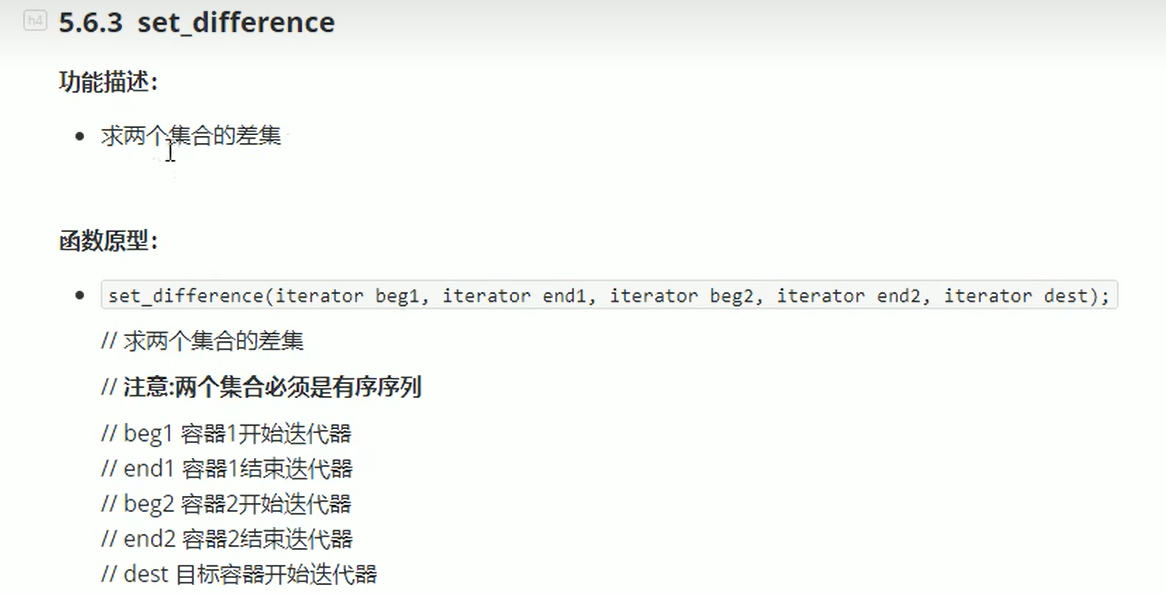 h4
5.6.3 set_difference
功能描述:
求两个集合的差集
函数原型:
set_difference(iterator beg1, iterator end1, iterator beg2, iterator end2, iterator dest);
// 求两个集合的差集
// 注意:两个集合必须是有序序列
// beg1 容器1开始迭代器
// end1 容器1结束迭代器
// beg2 容器2开始迭代器
// end2 容器2结束迭代器
// dest 目标容器开始迭代器